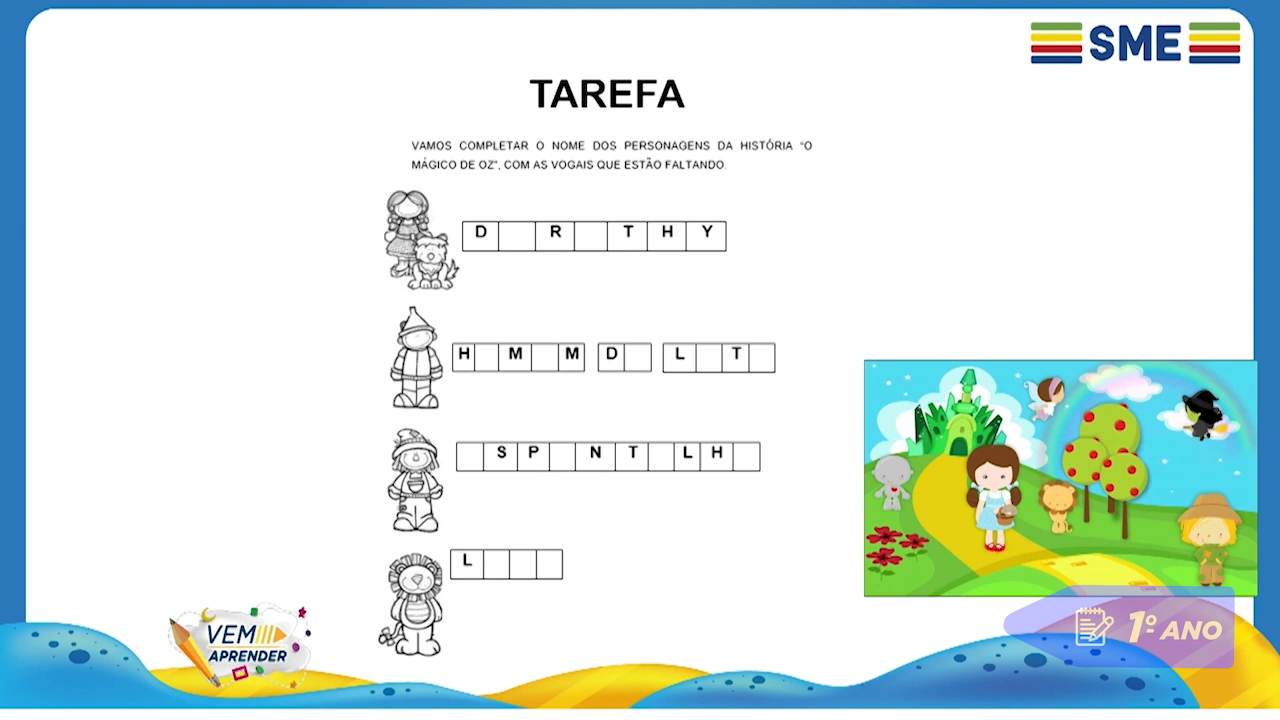 SME
TAREFA
VAMOS COMPLETAR O NOME DOS PERSONAGENS DA HISTÓRIA "O
MÁGICO DE OZ", COM AS VOGAIS QUE ESTÃO FALTANDO.
D R T H Y
H M M D L T
S P N T L H
L
VEM
APRENDER
1º ANO